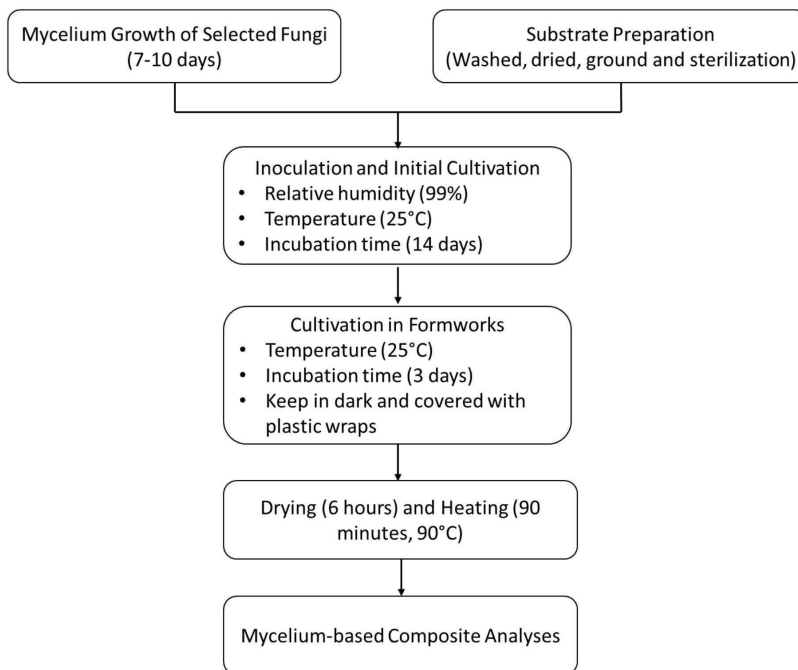 Mycelium Growth of Selected Fungi
(7-10 days)
Substrate Preparation
(Washed, dried, ground and sterilization)
Inoculation and Initial Cultivation
• Relative humidity (99%)
• Temperature (25°C)
• Incubation time (14 days)
Cultivation in Formworks
• Temperature (25°C)
• Incubation time (3 days)
• Keep in dark and covered with
plastic wraps
Drying (6 hours) and Heating (90
minutes, 90°C)
Mycelium-based Composite Analyses